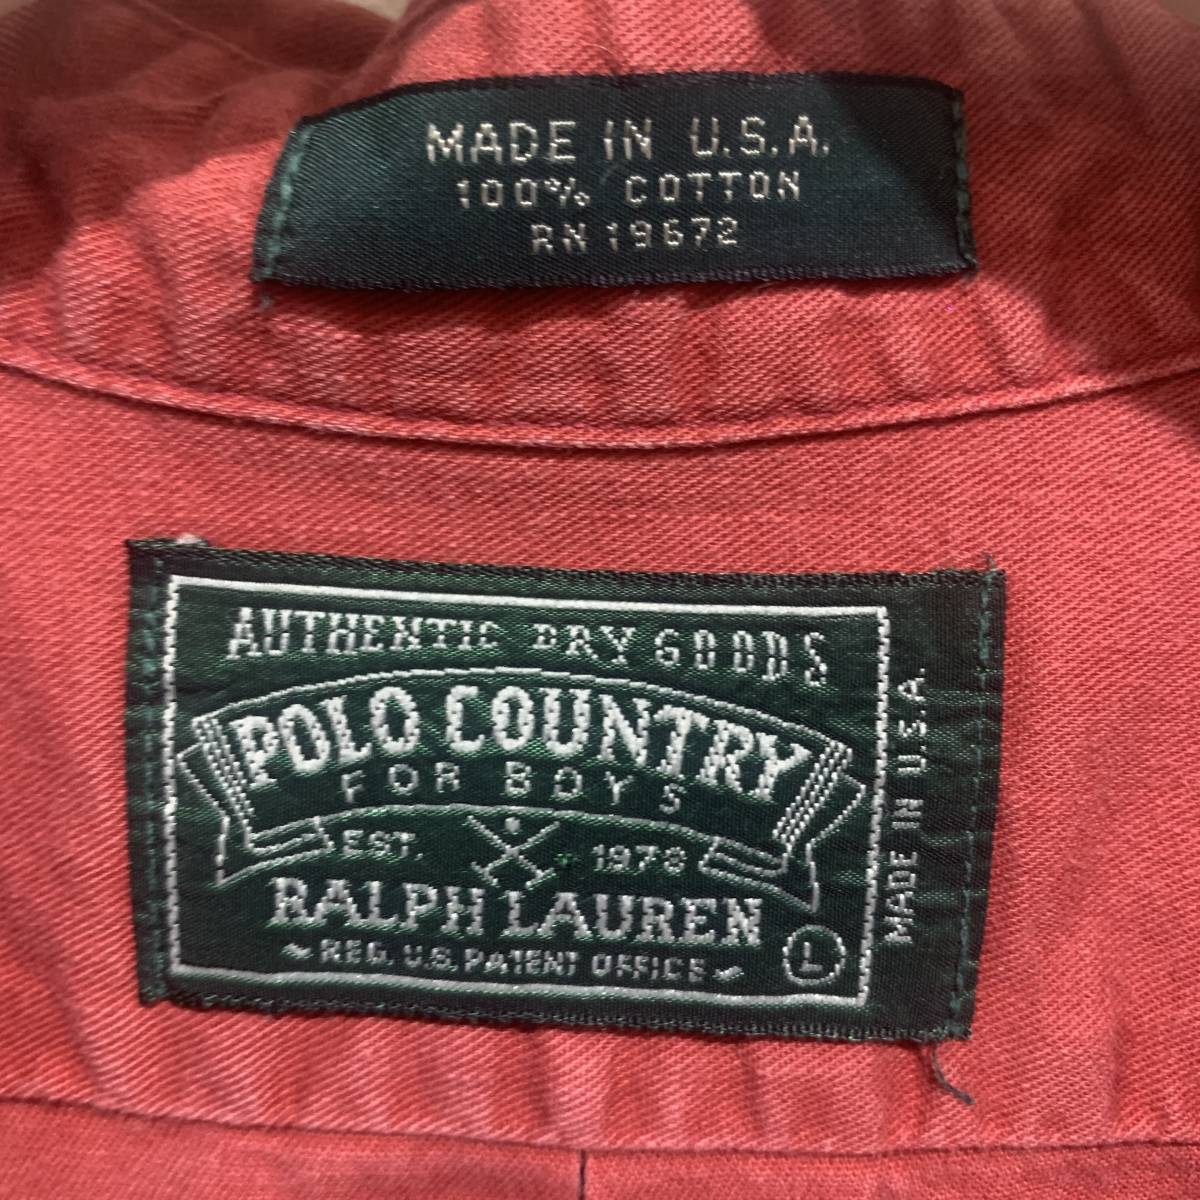 MADE IN U.S.A.
100% COTTON
RN 19672
AUTHENTIC DRY GOODS
POLO COUNTRY
FOR BOYS
EST. 1978
RALPH LAUREN
REG. U.S. PATENT OFFICE
L
MADE IN U.S.A.